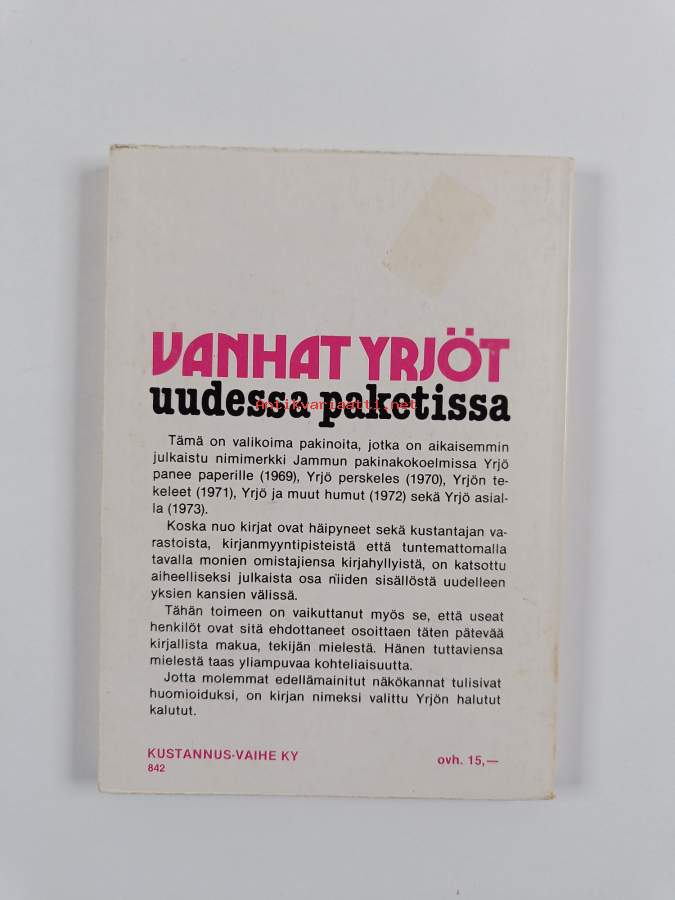 VANHAT YRJÖT
uudessa paketissa
Antikvariaatti.net
Tämä on valikoima pakinoita, jotka on aikaisemmin
julkaistu nimimerkki Jammun pakinakokoelmissa Yrjö
panee paperille (1969), Yrjö perskeles (1970), Yrjön te-
keleet (1971), Yrjö ja muut humut (1972) sekä Yrjö asial-
la (1973).
Koska nuo kirjat ovat häipyneet sekä kustantajan va-
rastoista, kirjanmyyntipisteistä että tuntemattomalla
tavalla monien omistajiensa kirjahyllyistä, on katsottu
aiheelliseksi julkaista osa niiden sisällöstä uudelleen
yksien kansien välissä.
Tähän toimeen on vaikuttanut myös se, että useat
henkilöt ovat sitä ehdottaneet osoittaen täten pätevää
kirjallista makua, tekijän mielestä. Hänen tuttaviensa
mielestä taas yliampuvaa kohteliaisuutta.
Jotta molemmat edellämainitut näkökannat tulisivat
huomioiduksi, on kirjan nimeksi valittu Yrjön halutut
kalutut.
KUSTANNUS-VAIHE KY ovh. 15,—
842